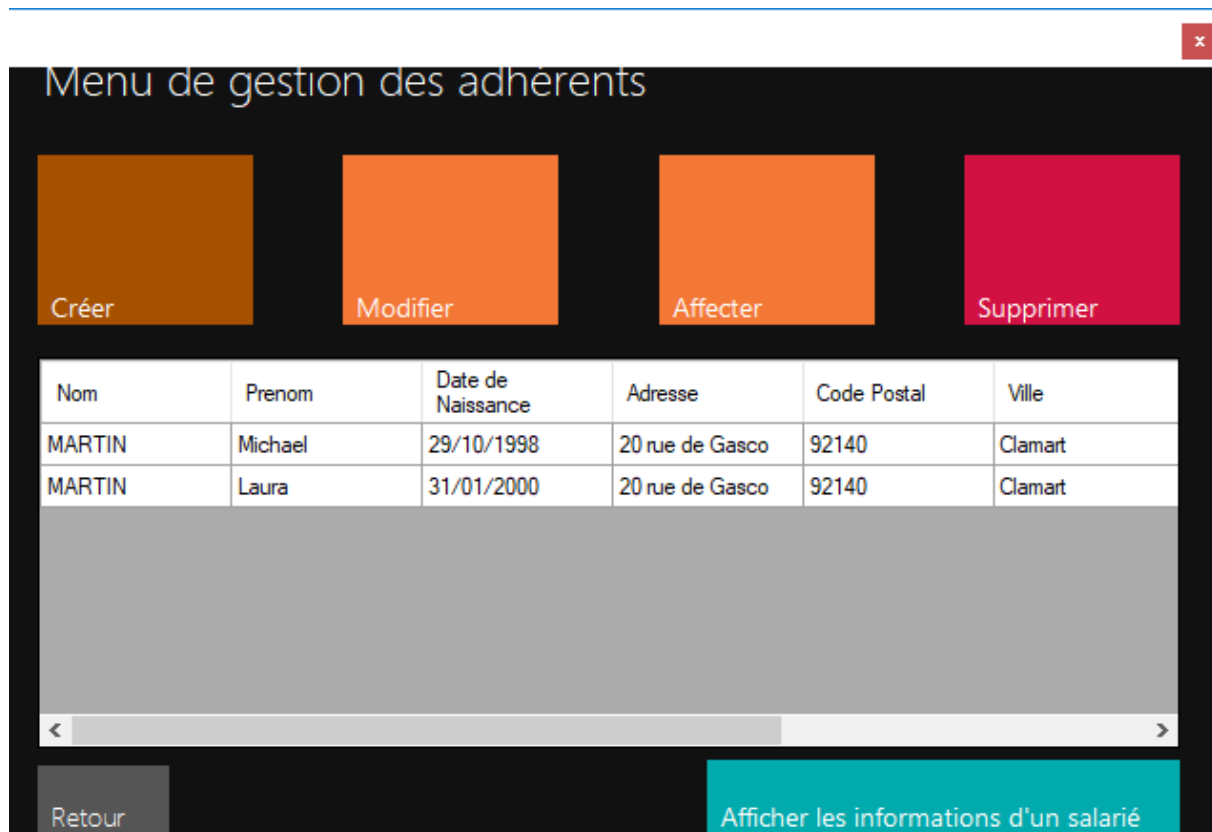 x
Menu de gestion des adhérents
Créer Modifier Affecter Supprimer
Nom Prenom Date de Naissance Adresse Code Postal Ville
MARTIN Michael 29/10/1998 20 rue de Gasco 92140 Clamart
MARTIN Laura 31/01/2000 20 rue de Gasco 92140 Clamart
Retour Afficher les informations d'un salarié